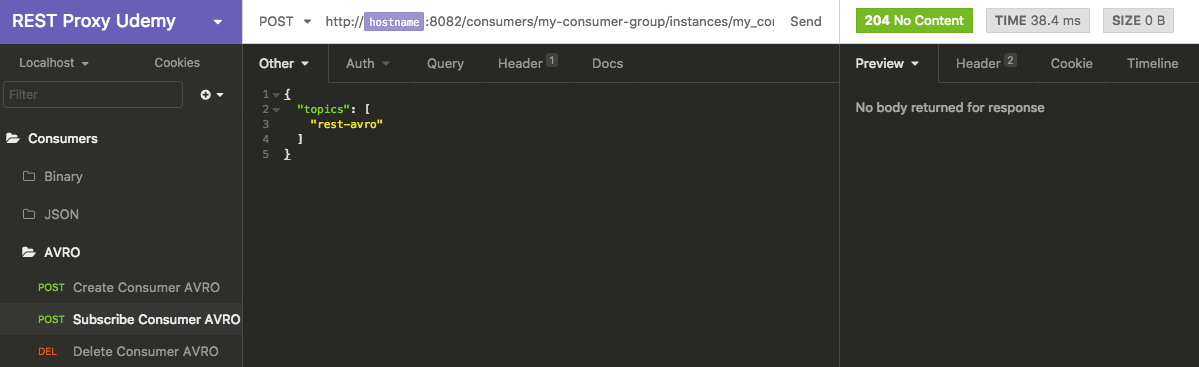 REST Proxy Udemy
POST http://hostname:8082/consumers/my-consumer-group/instances/my_con Send
204 No Content TIME 38.4 ms SIZE 0 B
Localhost Cookies
Other Auth Query Header 1 Docs
Preview Header 2 Cookie Timeline
Filter
1 {
2 "topics": [
3 "rest-avro"
4 ]
5 }
No body returned for response
Consumers
Binary
JSON
AVRO
POST Create Consumer AVRO
POST Subscribe Consumer AVRO
DEL Delete Consumer AVRO